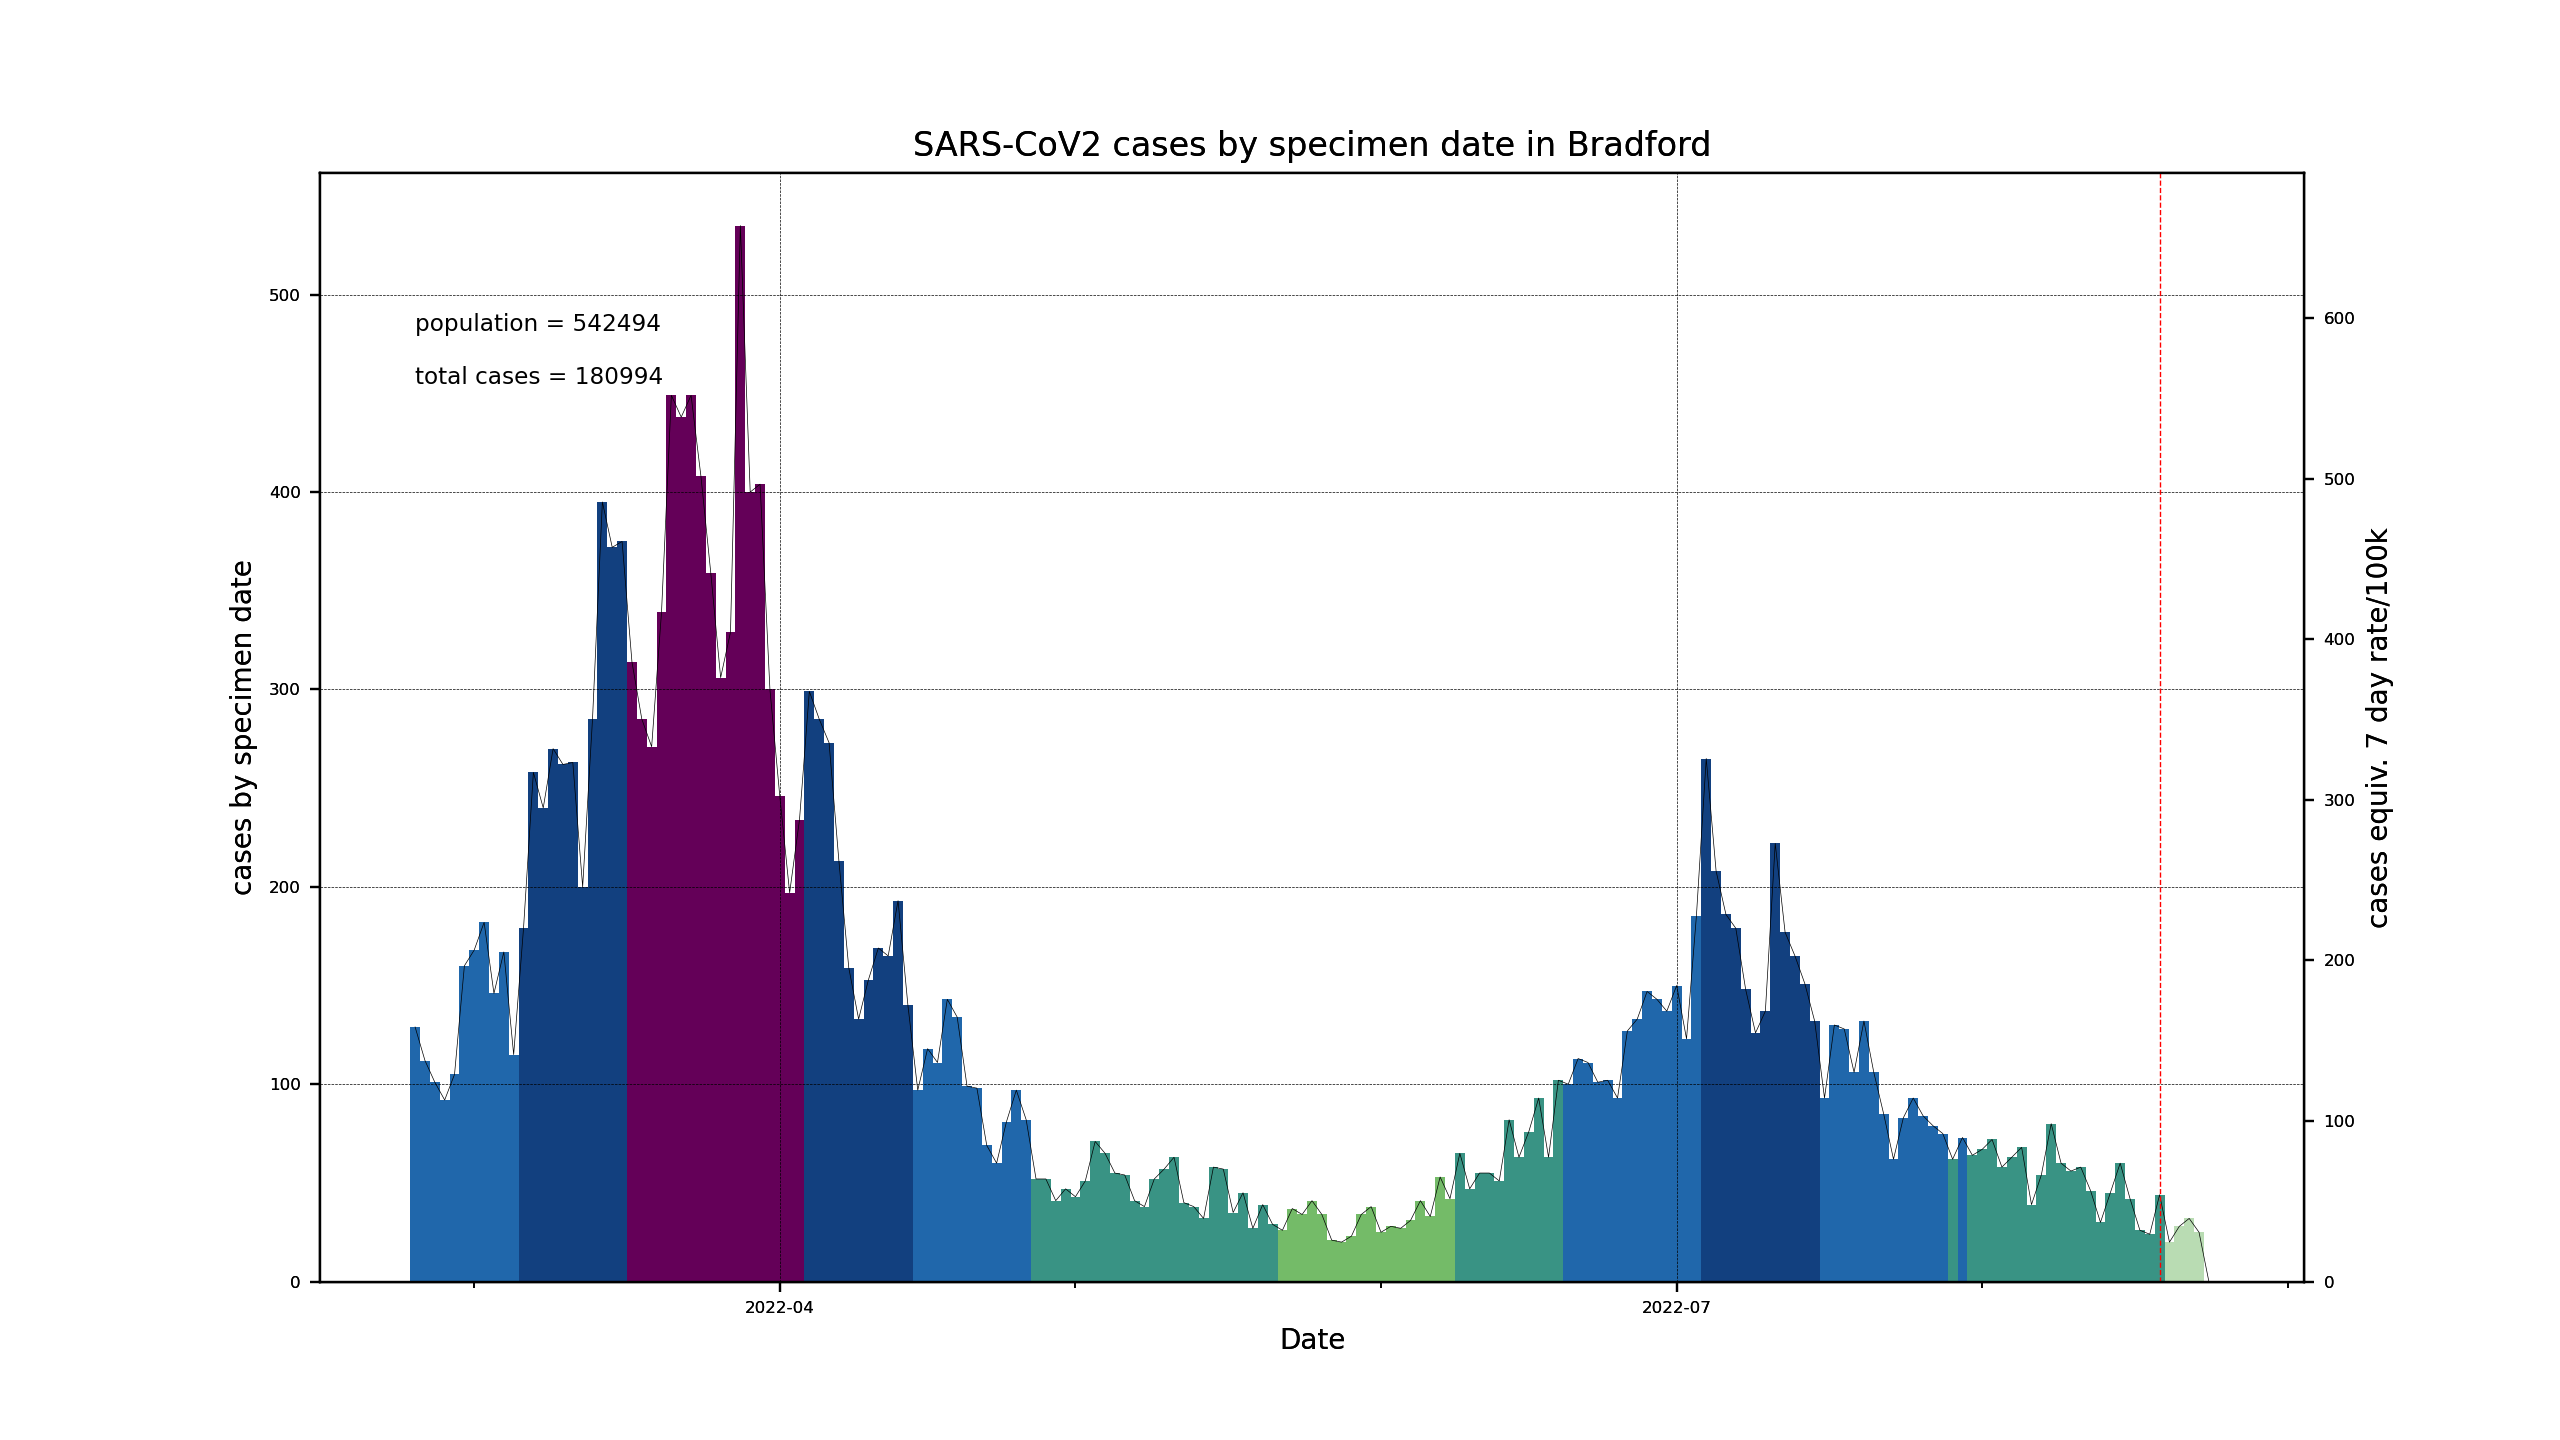 SARS-CoV2 cases by specimen date in Bradford
population = 542494
total cases = 180994
cases by specimen date
500
400
300
200
100
0
600
500
400
300
200
100
0
cases equiv. 7 day rate/100k
2022-04
2022-07
Date